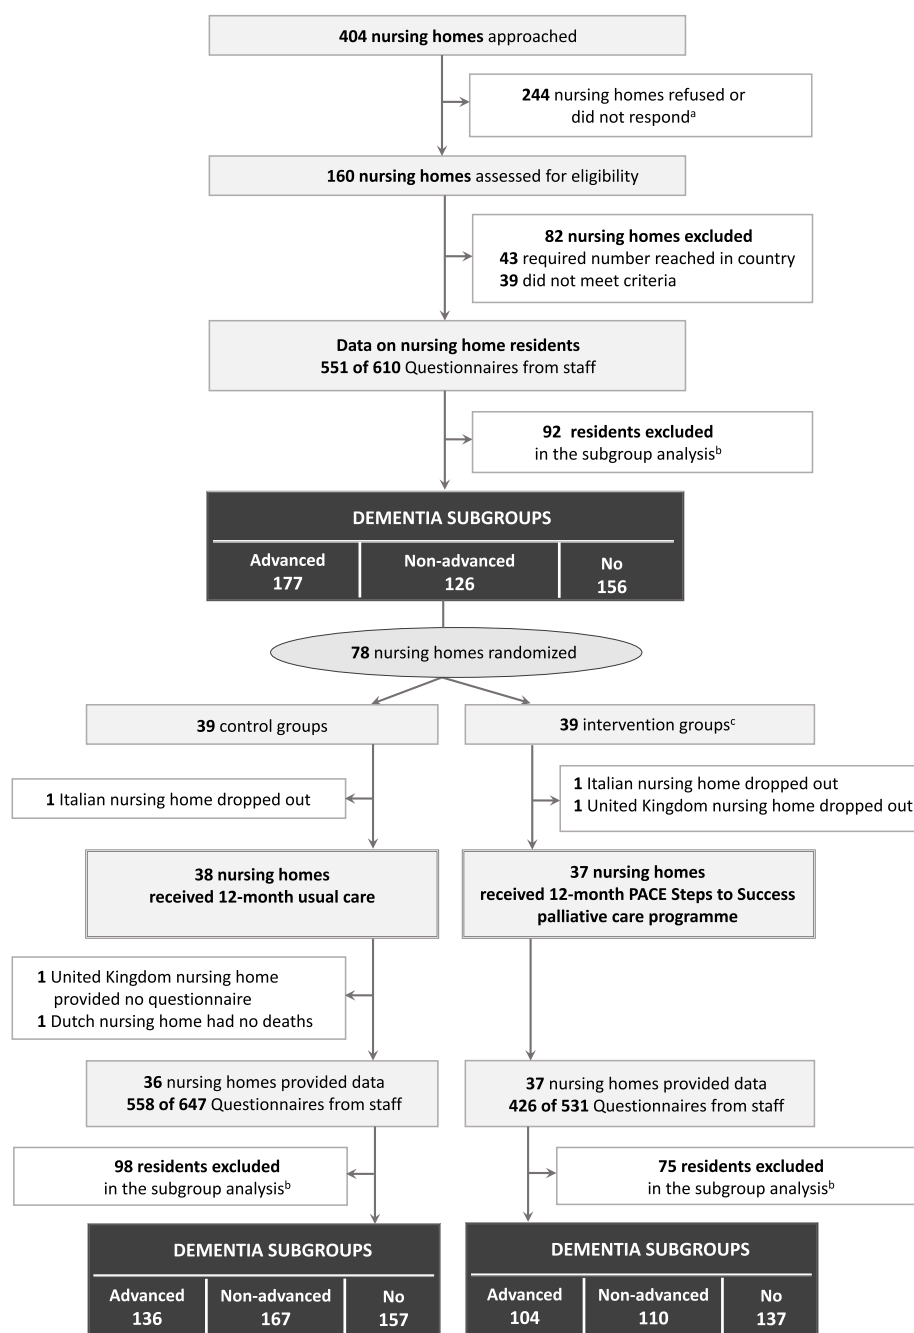 404 nursing homes approached
244 nursing homes refused or
did not respondᵃ
160 nursing homes assessed for eligibility
82 nursing homes excluded
43 required number reached in country
39 did not meet criteria
Data on nursing home residents
551 of 610 Questionnaires from staff
92 residents excluded
in the subgroup analysisᵇ
DEMENTIA SUBGROUPS
Advanced Non-advanced No
177 126 156
78 nursing homes randomized
39 control groups
39 intervention groupsᶜ
1 Italian nursing home dropped out
1 Italian nursing home dropped out
1 United Kingdom nursing home dropped out
38 nursing homes
received 12-month usual care
37 nursing homes
received 12-month PACE Steps to Success
palliative care programme
1 United Kingdom nursing home
provided no questionnaire
1 Dutch nursing home had no deaths
36 nursing homes provided data
558 of 647 Questionnaires from staff
37 nursing homes provided data
426 of 531 Questionnaires from staff
98 residents excluded
in the subgroup analysisᵇ
75 residents excluded
in the subgroup analysisᵇ
DEMENTIA SUBGROUPS
Advanced Non-advanced No
136 167 157
DEMENTIA SUBGROUPS
Advanced Non-advanced No
104 110 137